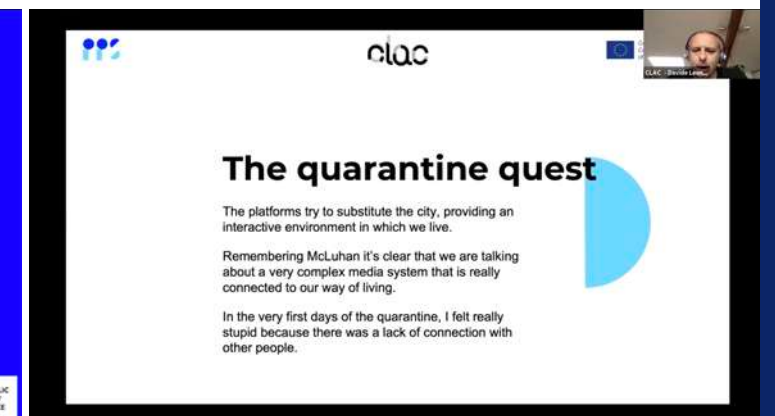 clac
CLAC - Davide Leon...
The quarantine quest
The platforms try to substitute the city, providing an
interactive environment in which we live.
Remembering McLuhan it's clear that we are talking
about a very complex media system that is really
connected to our way of living.
In the very first days of the quarantine, I felt really
stupid because there was a lack of connection with
other people.